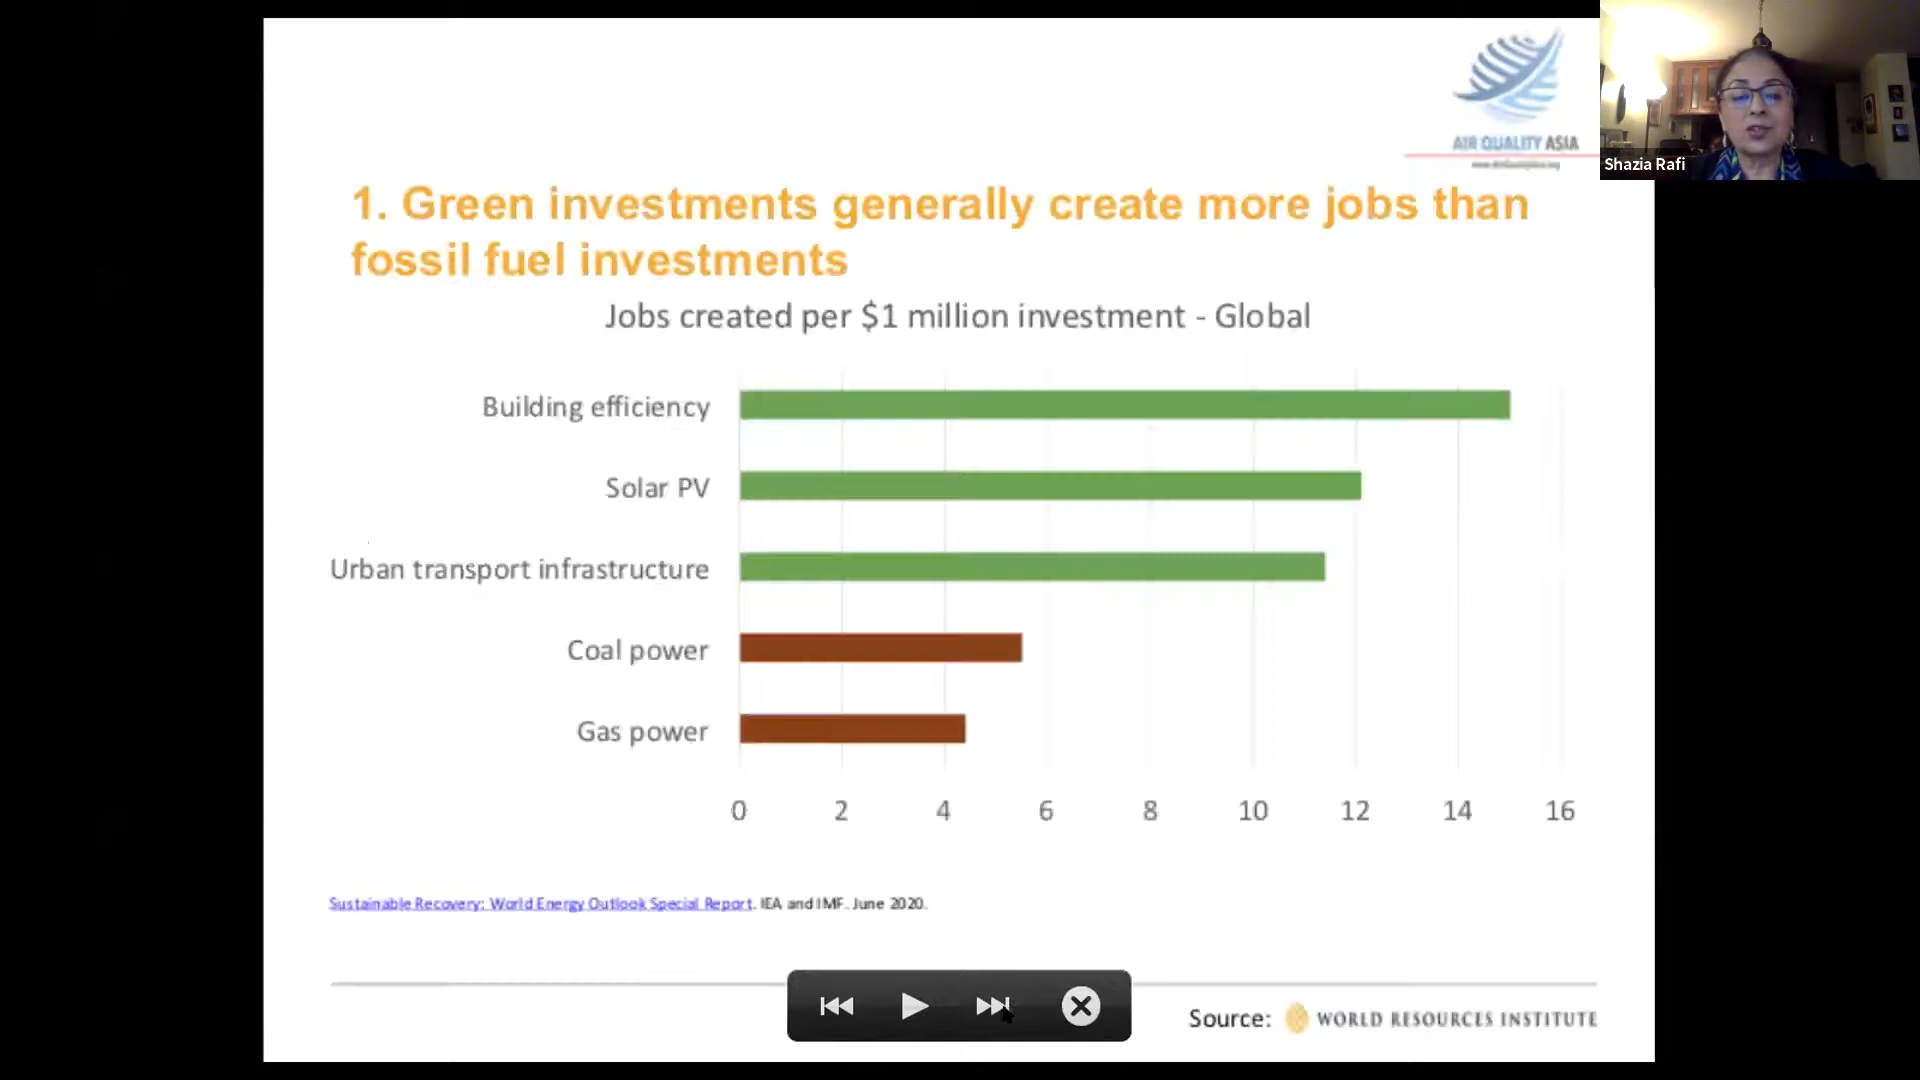 AIR QUALITY ASIA
Shazia Rafi
1. Green investments generally create more jobs than
fossil fuel investments
Jobs created per $1 million investment - Global
Building efficiency
Solar PV
Urban transport infrastructure
Coal power
Gas power
0 2 4 6 8 10 12 14 16
Sustainable Recovery: World Energy Outlook Special Report. IEA and IMF. June 2020.
Source: WORLD RESOURCES INSTITUTE